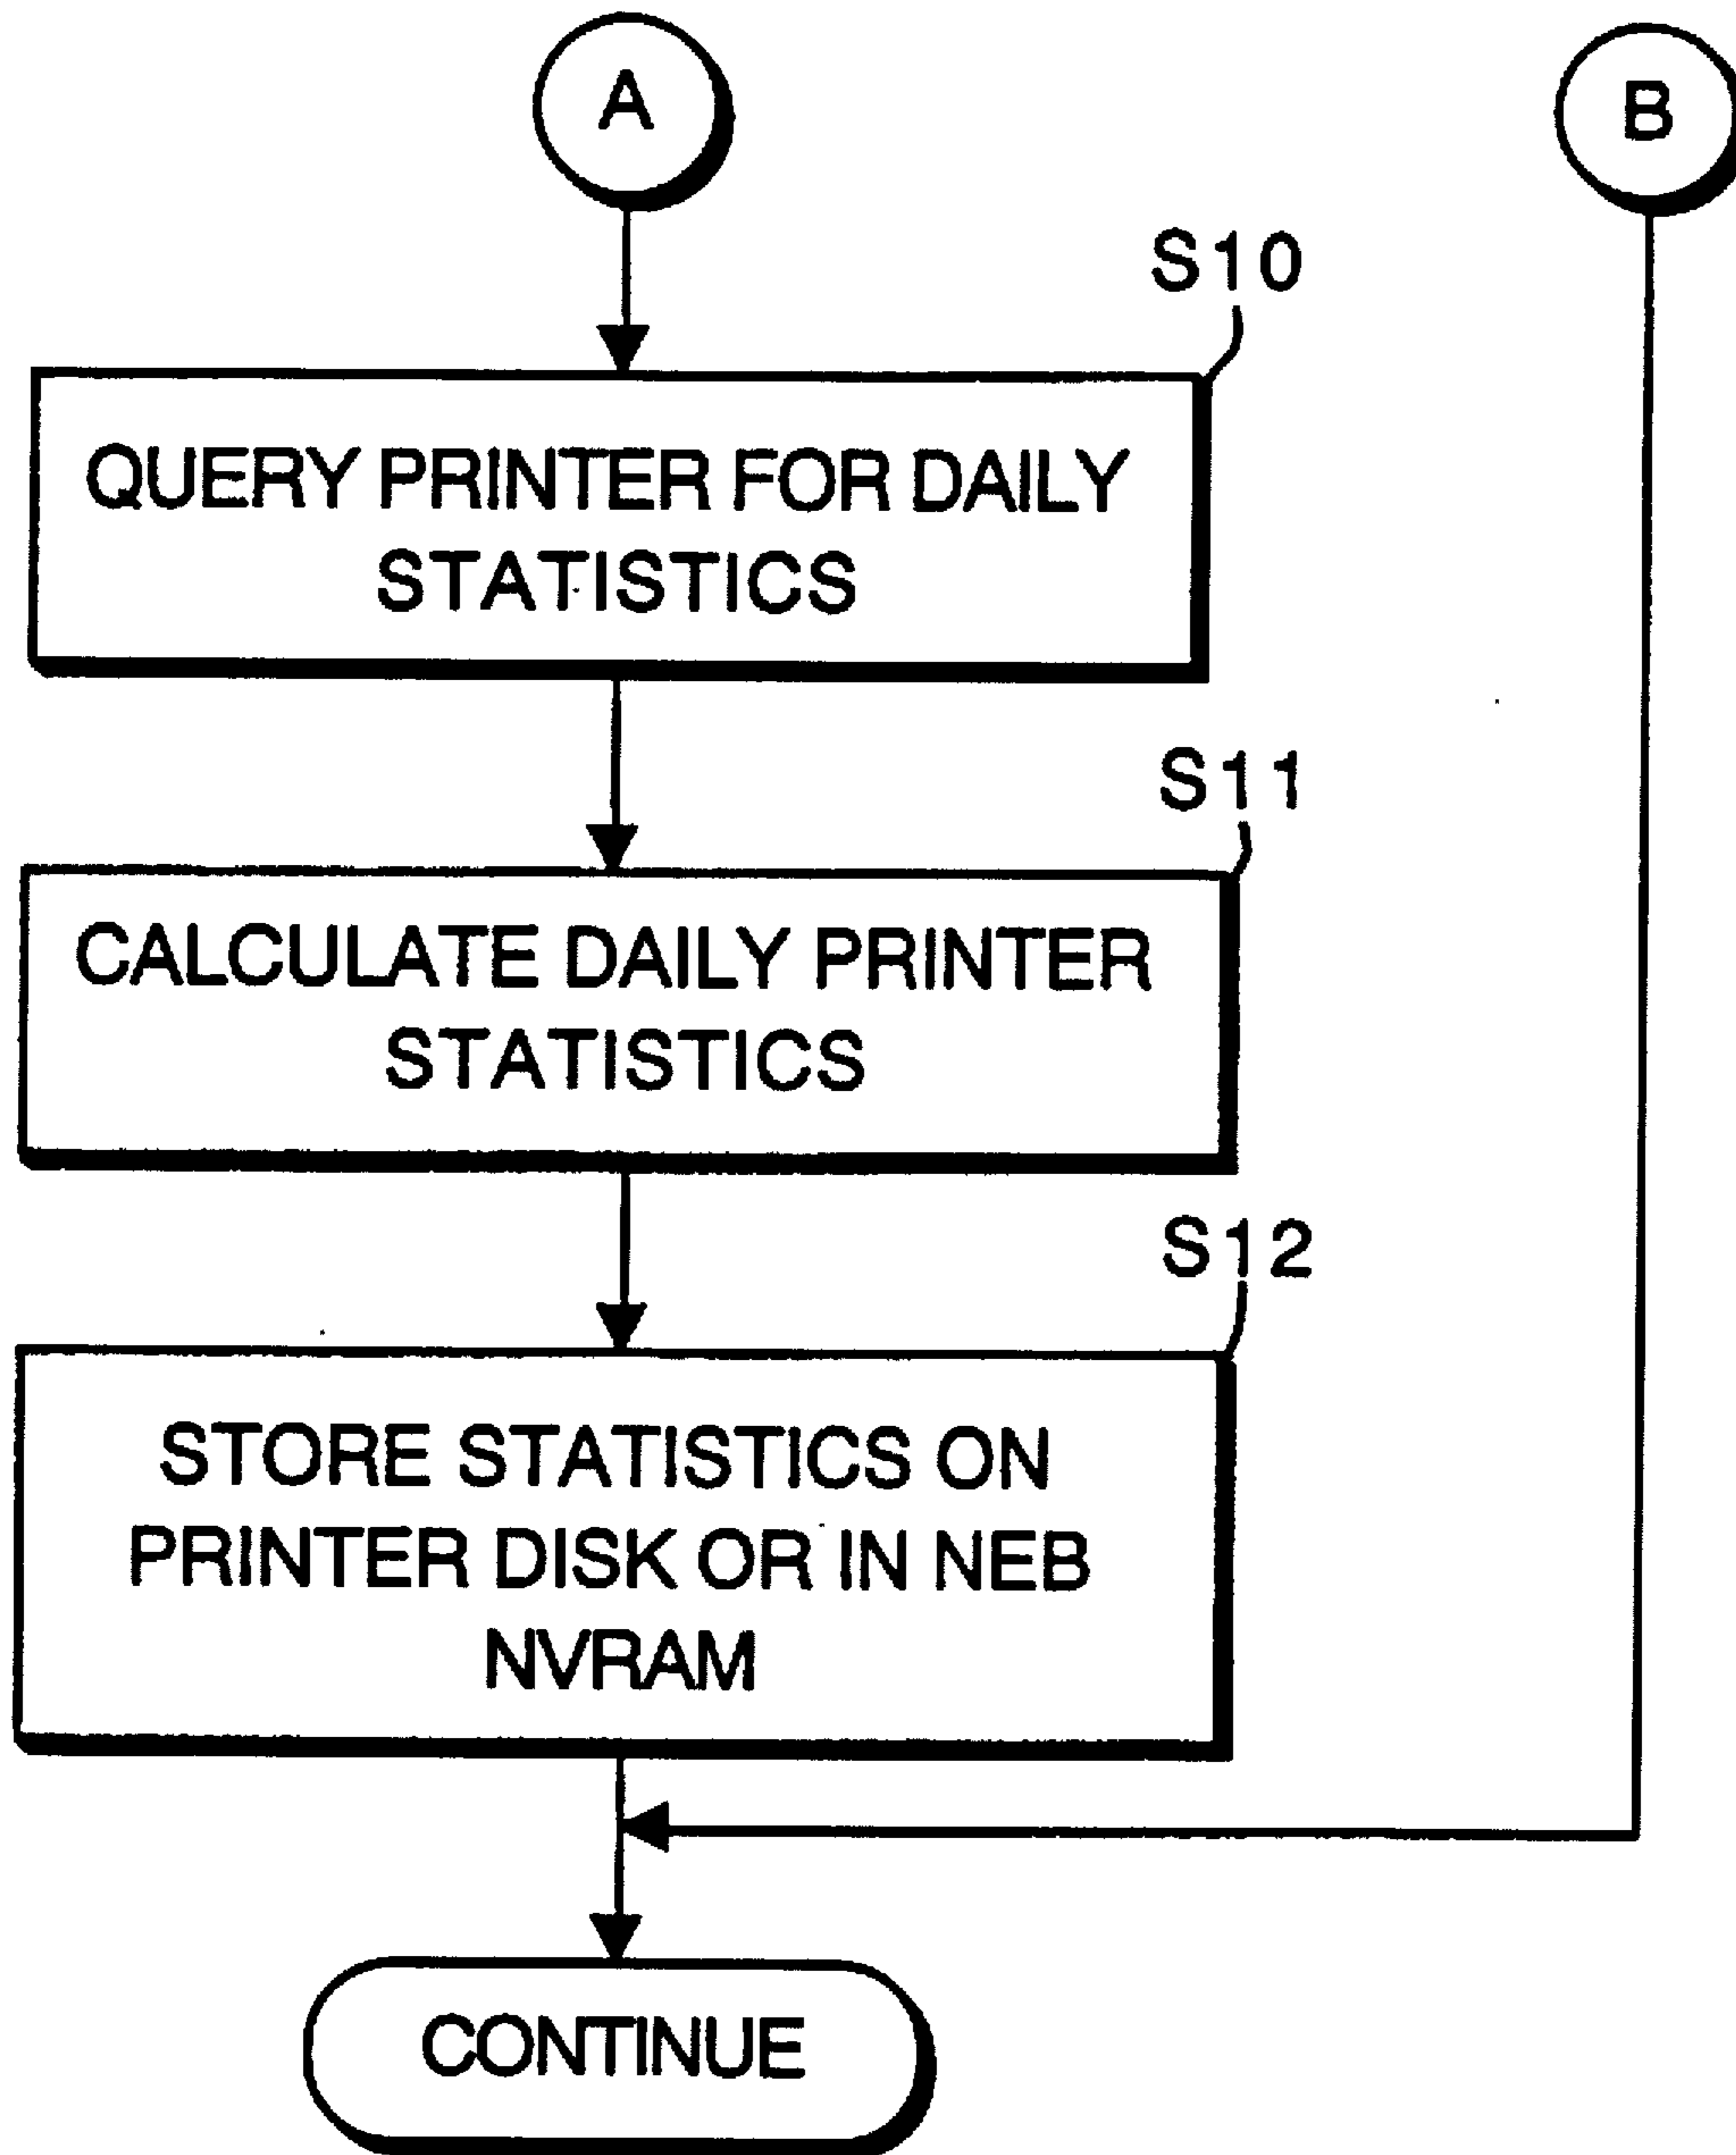 A
B
S10
QUERY PRINTER FOR DAILY
STATISTICS
S11
CALCULATE DAILY PRINTER
STATISTICS
S12
STORE STATISTICS ON
PRINTER DISK OR IN NEB
NVRAM
CONTINUE